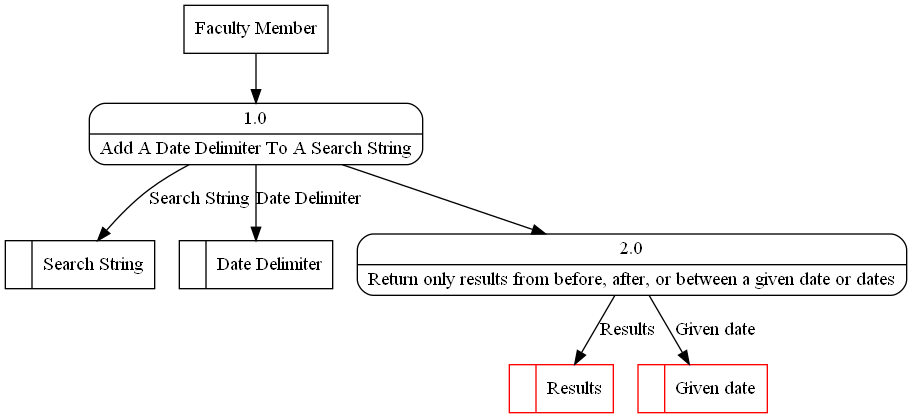 Faculty Member
1.0
Add A Date Delimiter To A Search String
Search String
Date Delimiter
Search String
Date Delimiter
2.0
Return only results from before, after, or between a given date or dates
Results
Given date
Results
Given date